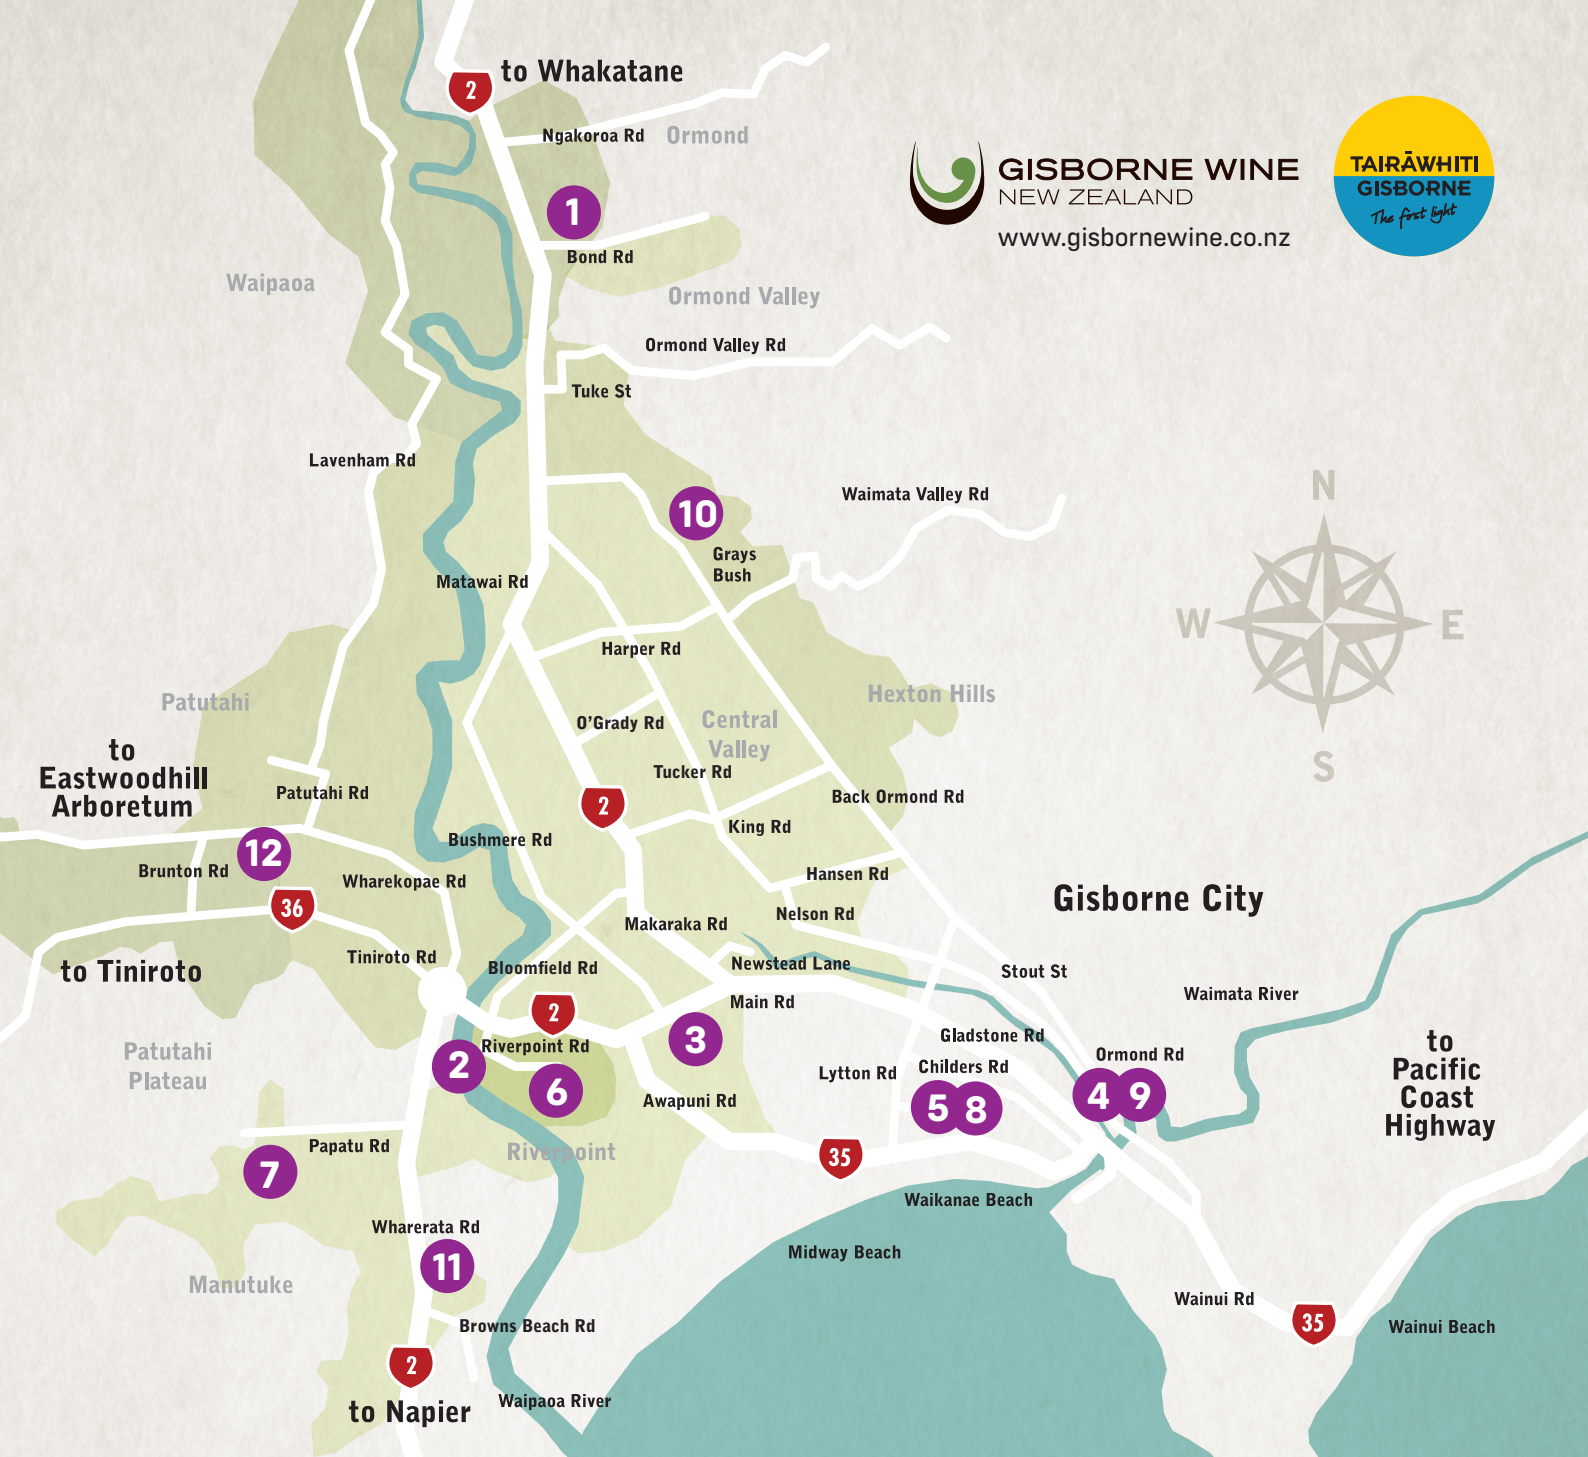 to Whakatane
2
Ngakoroa Rd
Ormond
GISBORNE WINE
NEW ZEALAND
www.gisbornewine.co.nz
TAIRĀWHITI
GISBORNE
The first light
1
Bond Rd
Waipaoa
Ormond Valley
Ormond Valley Rd
Tuke St
Lavenham Rd
10
Grays
Bush
Waimata Valley Rd
N
W
E
S
Matawai Rd
Harper Rd
Patutahi
Hexton Hills
O'Grady Rd
Central
Valley
to
Eastwoodhill
Arboretum
Tucker Rd
Patutahi Rd
2
Back Ormond Rd
King Rd
Bushmere Rd
12
Brunton Rd
Wharekopae Rd
Hansen Rd
36
Nelson Rd
Gisborne City
Makaraka Rd
Tiniroto Rd
to Tiniroto
Bloomfield Rd
Newstead Lane
Stout St
Waimata River
Main Rd
2
Riverpoint Rd
3
Gladstone Rd
Ormond Rd
Patutahi
Plateau
2
6
Lytton Rd
Childers Rd
5
8
4
9
to
Pacific
Coast
Highway
Awapuni Rd
Papatu Rd
Riverpoint
35
7
Waikanae Beach
Wharerata Rd
Midway Beach
11
Manutuke
Wainui Rd
35
Wainui Beach
Browns Beach Rd
2
to Napier
Waipaoa River